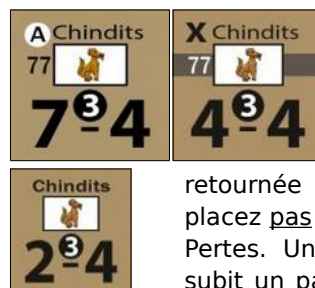 A Chindits
77
7 3 - 4
X Chindits
77
4 3 - 4
Chindits
2 3 - 4
retournée
placez pas
Pertes. Un
subit un pa